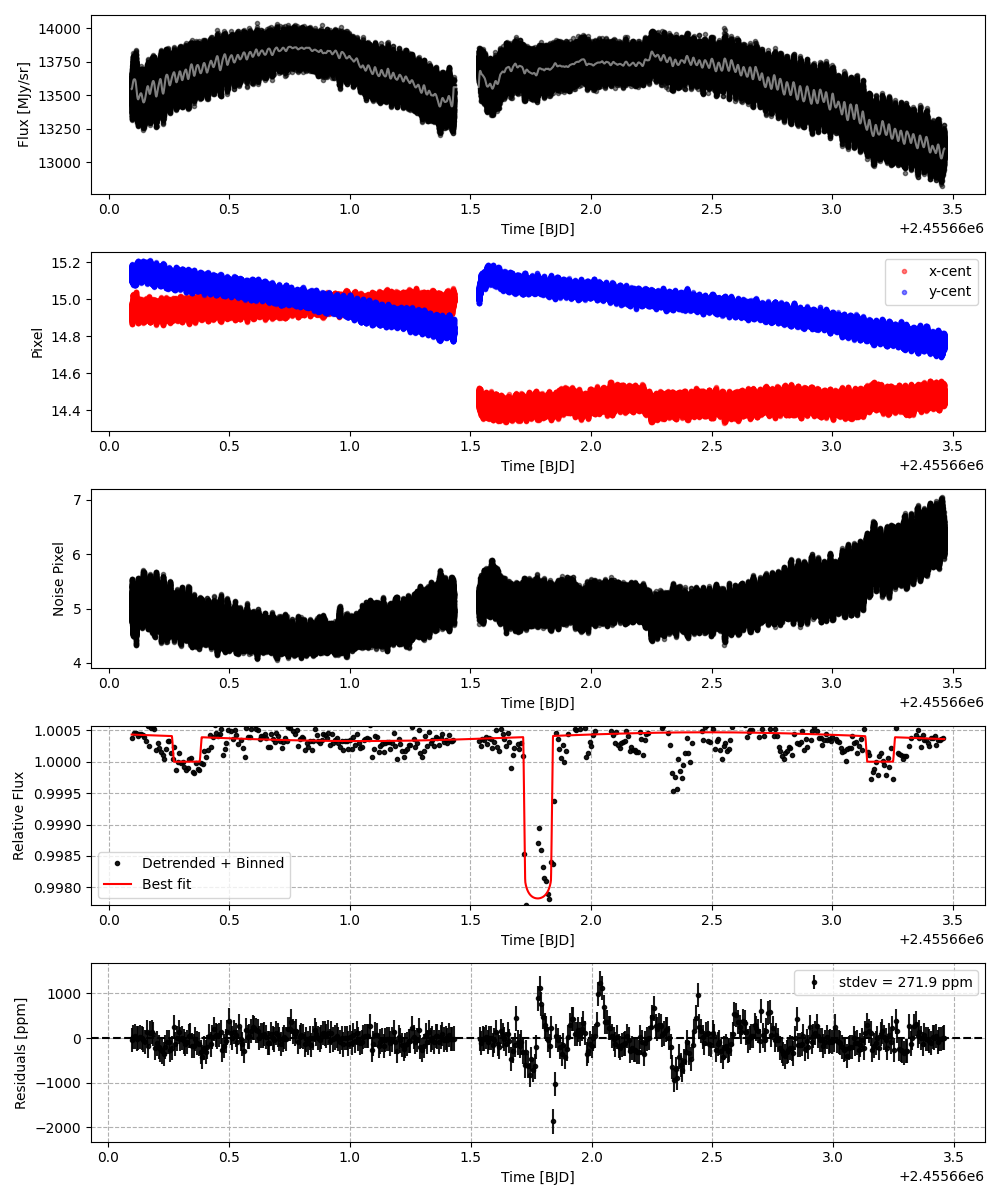 14000
13750
13500
13250
13000
Flux [MJy/sr]
0.0 0.5 1.0 1.5 2.0 2.5 3.0 3.5
Time [BJD]
+2.45566e6
15.2
15.0
14.8
14.6
14.4
Pixel
x-cent
y-cent
0.0 0.5 1.0 1.5 2.0 2.5 3.0 3.5
Time [BJD]
+2.45566e6
7
6
5
4
Noise Pixel
0.0 0.5 1.0 1.5 2.0 2.5 3.0 3.5
Time [BJD]
+2.45566e6
1.0005
1.0000
0.9995
0.9990
0.9985
0.9980
Relative Flux
Detrended + Binned
Best fit
0.0 0.5 1.0 1.5 2.0 2.5 3.0 3.5
Time [BJD]
+2.45566e6
1000
0
−1000
−2000
Residuals [ppm]
stdev = 271.9 ppm
0.0 0.5 1.0 1.5 2.0 2.5 3.0 3.5
Time [BJD]
+2.45566e6